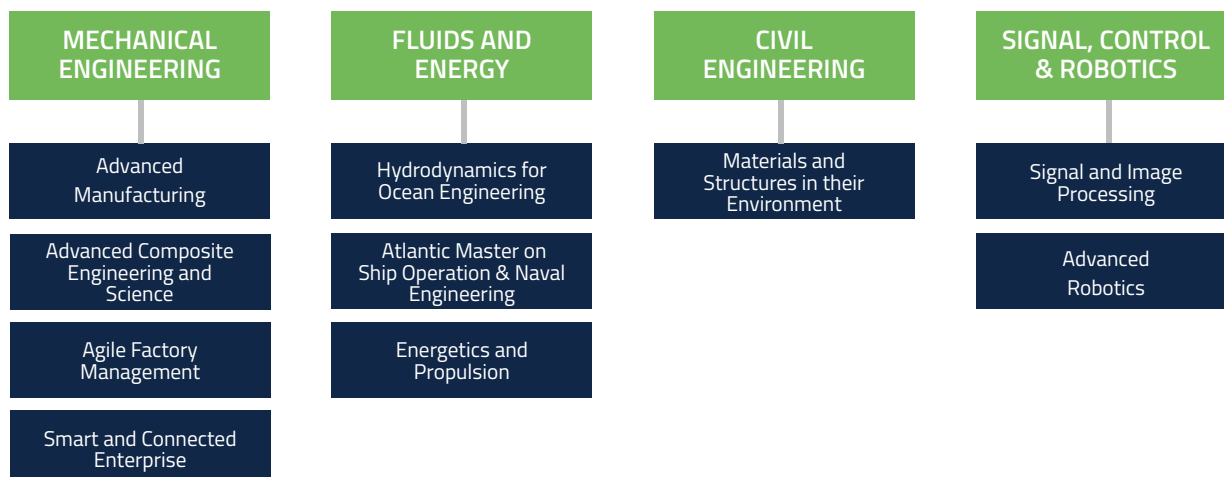 MECHANICAL
ENGINEERING
Advanced
Manufacturing
Advanced Composite
Engineering and
Science
Agile Factory
Management
Smart and Connected
Enterprise
FLUIDS AND
ENERGY
Hydrodynamics for
Ocean Engineering
Atlantic Master on
Ship Operation & Naval
Engineering
Energetics and
Propulsion
CIVIL
ENGINEERING
Materials and
Structures in their
Environment
SIGNAL, CONTROL
& ROBOTICS
Signal and Image
Processing
Advanced
Robotics